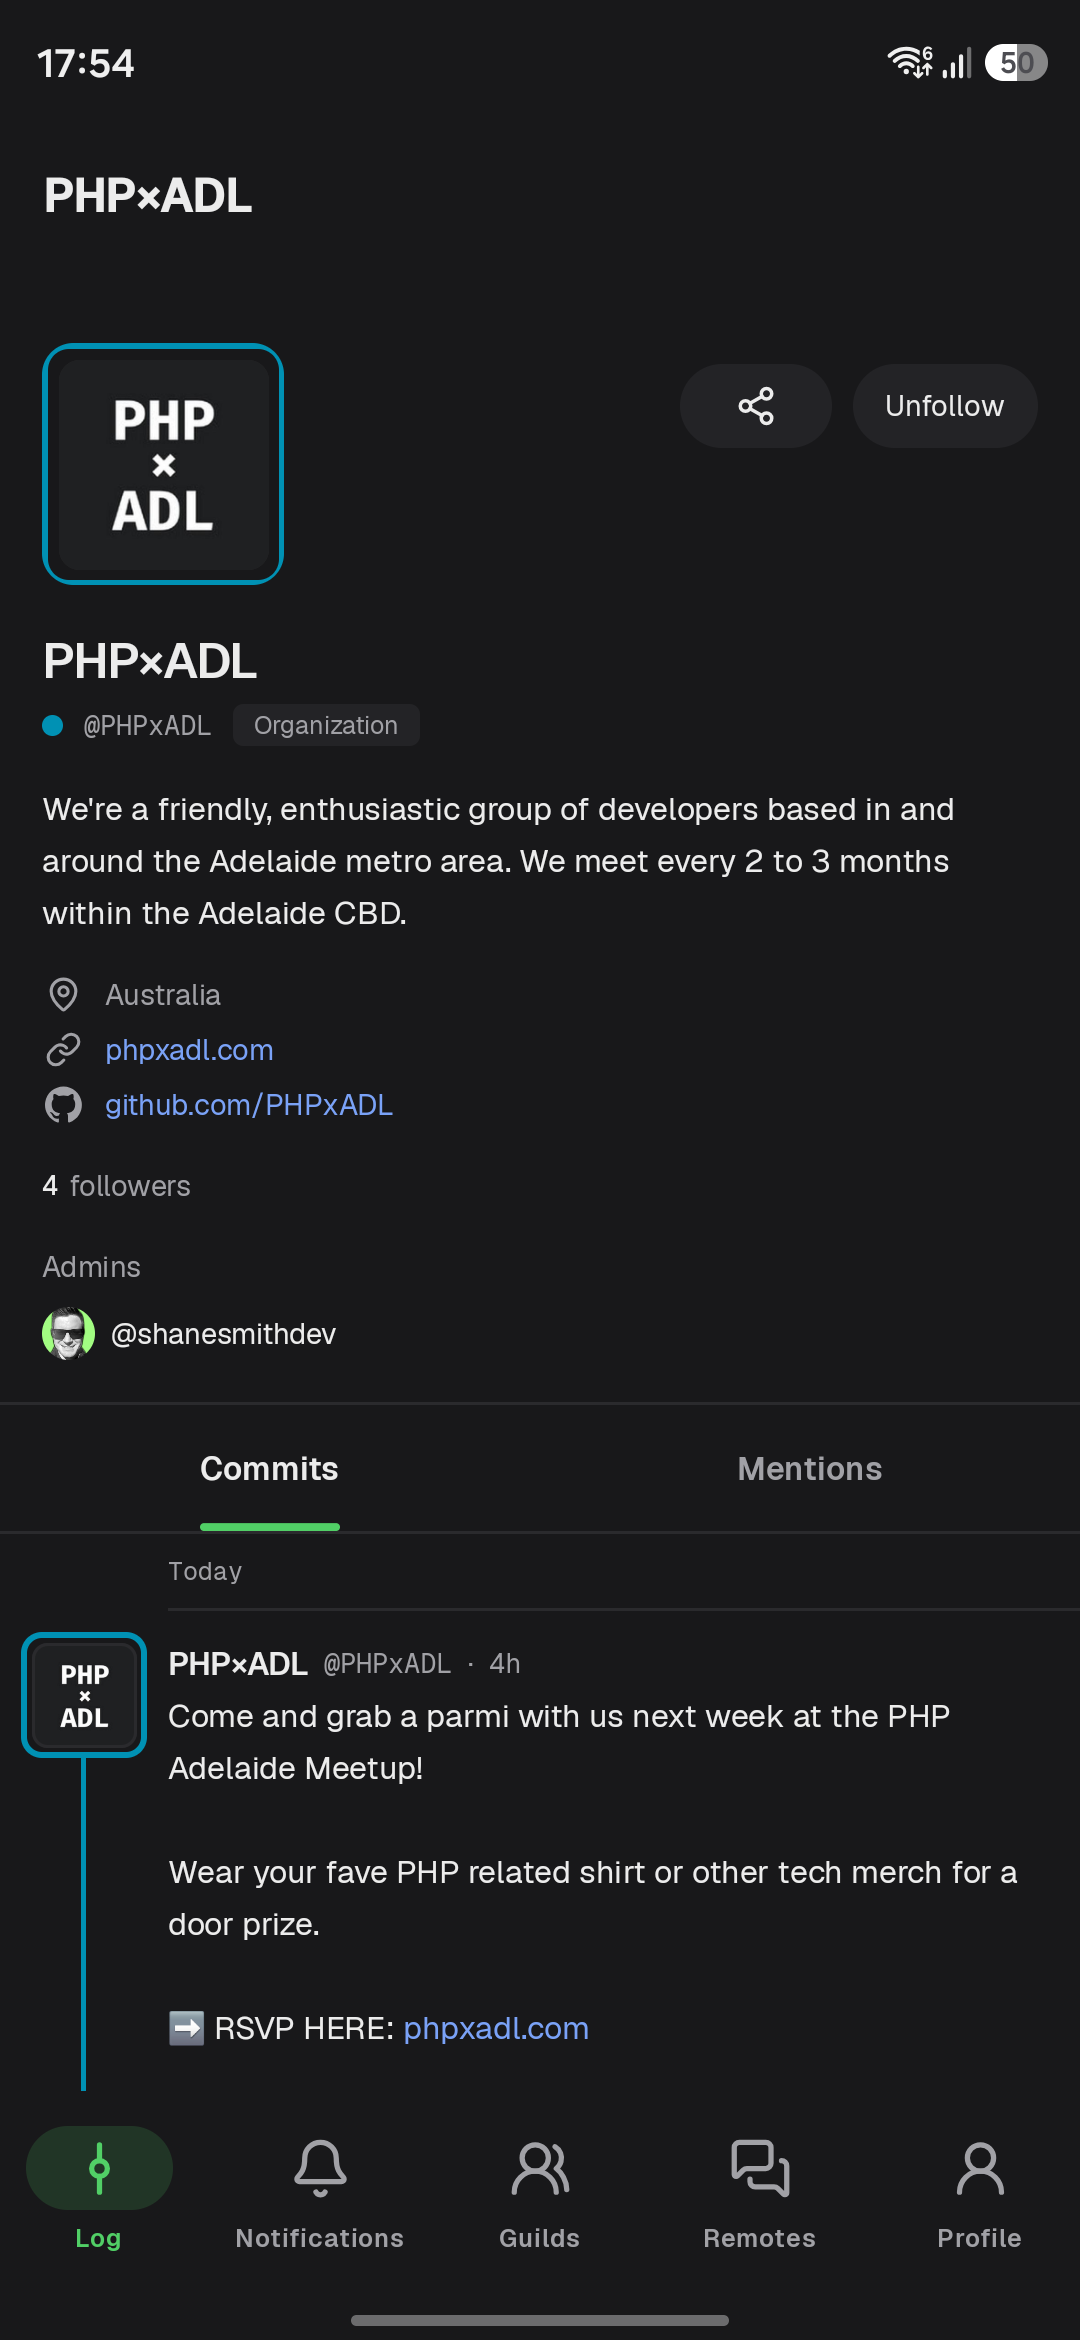 17:54
6
50
PHP×ADL
PHP
×
ADL
Unfollow
PHP×ADL
@PHPxADL Organization
We're a friendly, enthusiastic group of developers based in and
around the Adelaide metro area. We meet every 2 to 3 months
within the Adelaide CBD.
Australia
phpxadl.com
github.com/PHPxADL
4 followers
Admins
@shanesmithdev
Commits
Mentions
Today
PHP
×
ADL
PHP×ADL @PHPxADL · 4h
Come and grab a parmi with us next week at the PHP
Adelaide Meetup!
Wear your fave PHP related shirt or other tech merch for a
door prize.
➡️ RSVP HERE: phpxadl.com
Log
Notifications
Guilds
Remotes
Profile